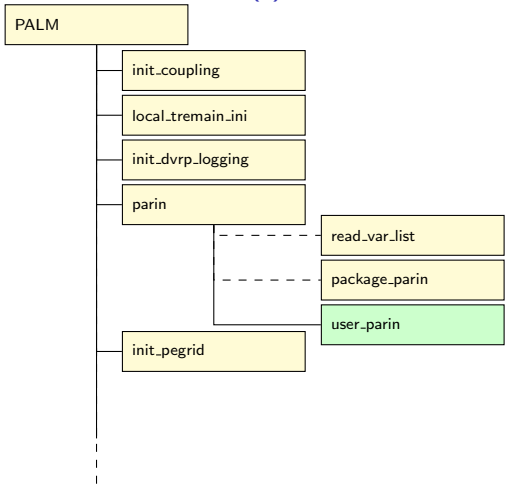 PALM
init_coupling
local_tremain_ini
init_dvrp_logging
parin
read_var_list
package_parin
user_parin
init_pegrid